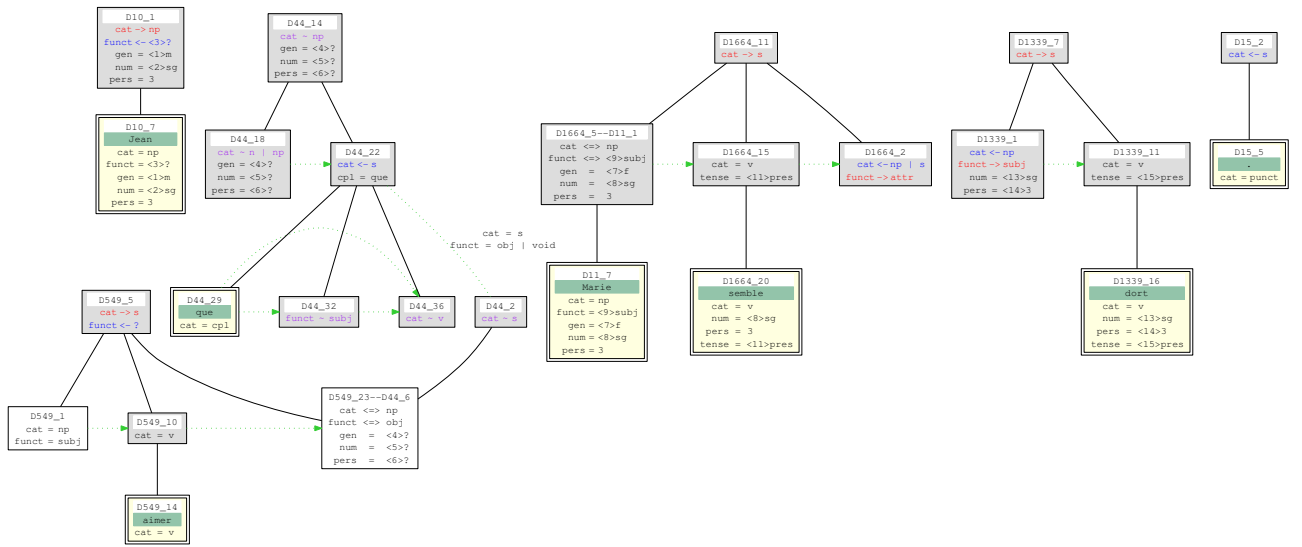 D10_1
cat -> np
funct <- <3>?
gen = <1>m
num = <2>sg
pers = 3
D10_7
Jean
cat = np
funct = <3>?
gen = <1>m
num = <2>sg
pers = 3
D44_14
cat ~ np
gen = <4>?
num = <5>?
pers = <6>?
D44_18
cat ~ n | np
gen = <4>?
num = <5>?
pers = <6>?
D44_22
cat <- s
cpl = que
cat = s
funct = obj | void
D44_29
que
cat = cpl
D44_32
funct ~ subj
D44_36
cat ~ v
D44_2
cat ~ s
D549_5
cat -> s
funct <- ?
D549_1
cat = np
funct = subj
D549_10
cat = v
D549_23--D44_6
cat <=> np
funct <=> obj
gen = <4>?
num = <5>?
pers = <6>?
D549_14
aimer
cat = v
D1664_11
cat -> s
D1664_5--D11_1
cat <=> np
funct <=> <9>subj
gen = <7>f
num = <8>sg
pers = 3
D1664_15
cat = v
tense = <11>pres
D1664_2
cat <- np | s
funct -> attr
D11_7
Marie
cat = np
funct = <9>subj
gen = <7>f
num = <8>sg
pers = 3
D1664_20
semble
cat = v
num = <8>sg
pers = 3
tense = <11>pres
D1339_7
cat -> s
D1339_1
cat <- np
funct -> subj
num = <13>sg
pers = <14>3
D1339_11
cat = v
tense = <15>pres
D1339_16
dort
cat = v
num = <13>sg
pers = <14>3
tense = <15>pres
D15_2
cat <- s
D15_5
.
cat = punct